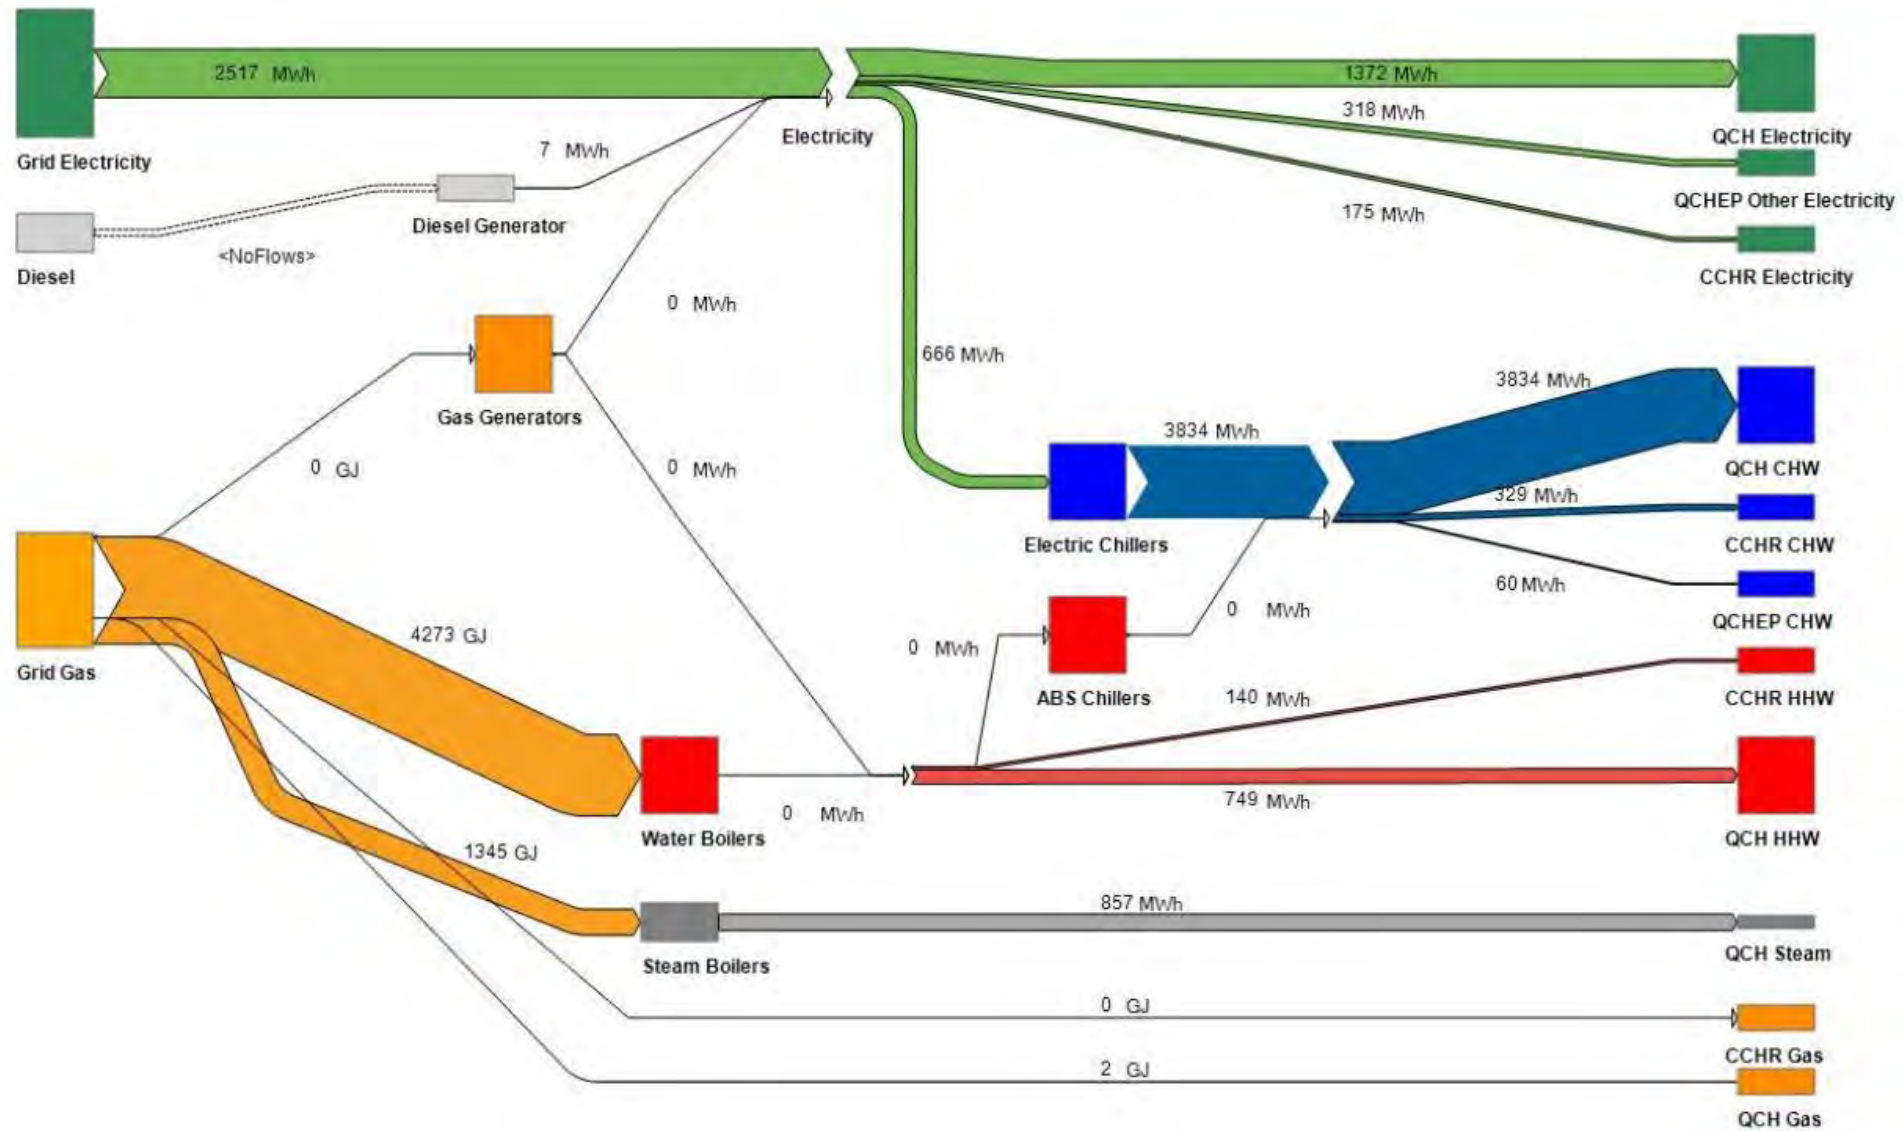 2517 MWh
1372 MWh
318 MWh
Electricity
QCH Electricity
7 MWh
Grid Electricity
QCHEP Other Electricity
175 MWh
Diesel Generator
<NoFlows>
Diesel
CCHR Electricity
0 MWh
666 MWh
3834 MWh
Gas Generators
3834 MWh
0 GJ
0 MWh
QCH CHW
329 MWh
Electric Chillers
CCHR CHW
60 MWh
0 MWh
QCHEP CHW
4273 GJ
0 MWh
Grid Gas
ABS Chillers
140 MWh
CCHR HHW
749 MWh
0 MWh
Water Boilers
QCH HHW
1345 GJ
857 MWh
QCH Steam
Steam Boilers
0 GJ
CCHR Gas
2 GJ
QCH Gas